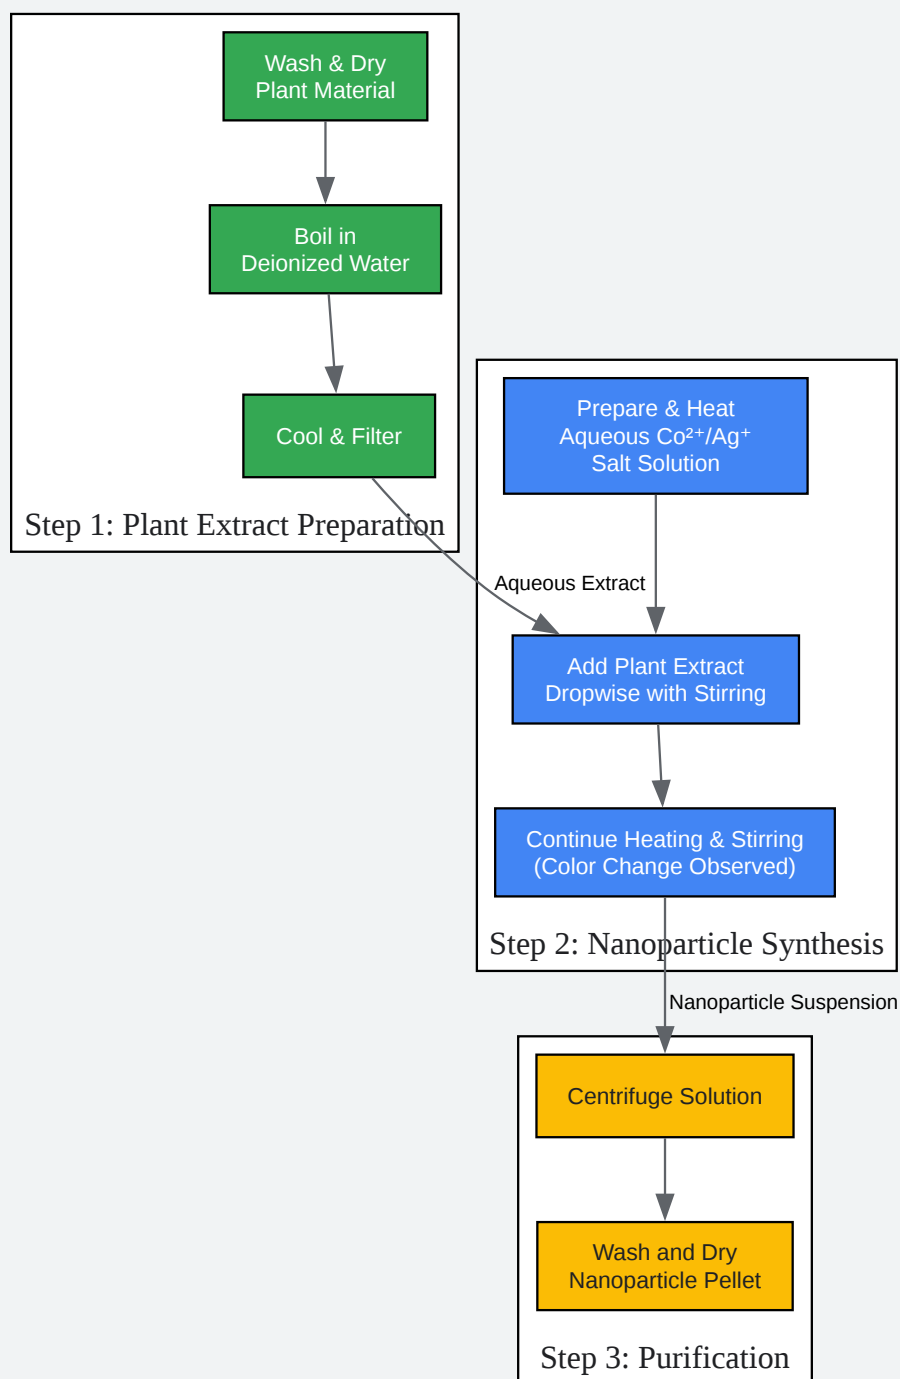 Wash & Dry
Plant Material
Boil in
Deionized Water
Cool & Filter
Step 1: Plant Extract Preparation
Prepare & Heat
Aqueous Co²⁺/Ag⁺
Salt Solution
Aqueous Extract
Add Plant Extract
Dropwise with Stirring
Continue Heating & Stirring
(Color Change Observed)
Step 2: Nanoparticle Synthesis
Nanoparticle Suspension
Centrifuge Solution
Wash and Dry
Nanoparticle Pellet
Step 3: Purification